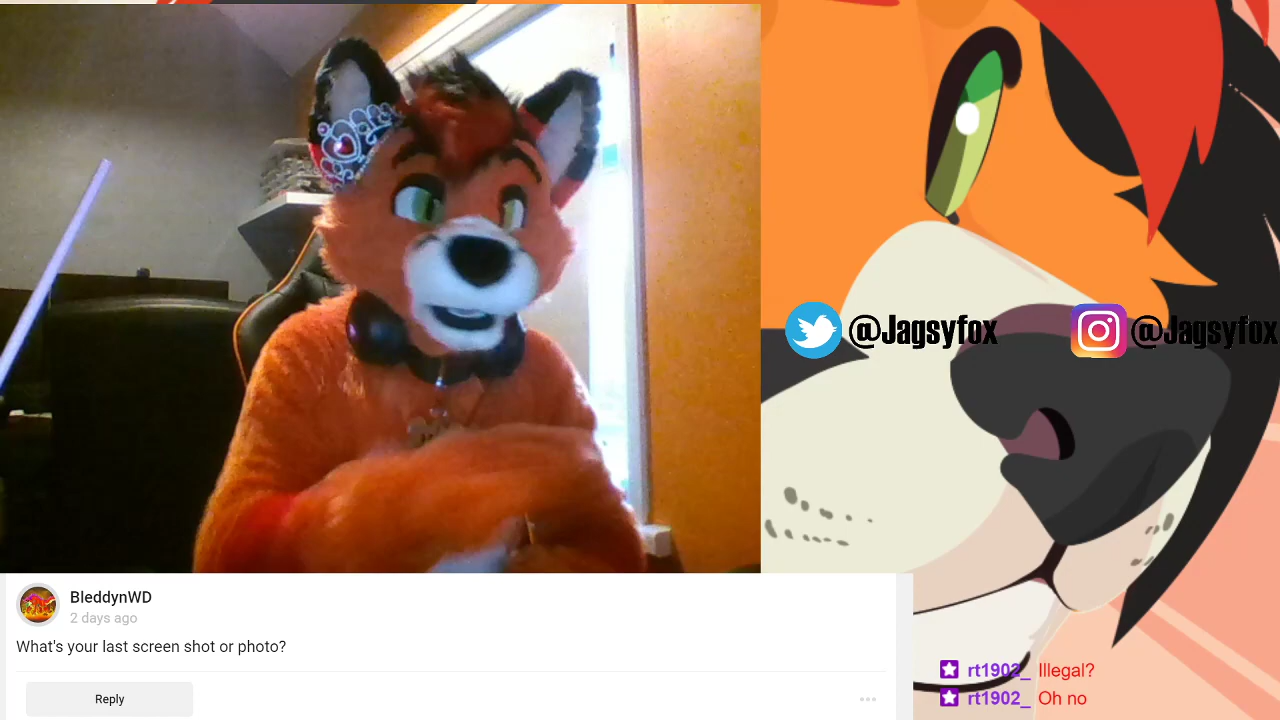 @Jagsyfox
@Jagsyfox
BleddynWD
2 days ago
What's your last screen shot or photo?
Reply
rt1902_ Illegal?
rt1902_ Oh no